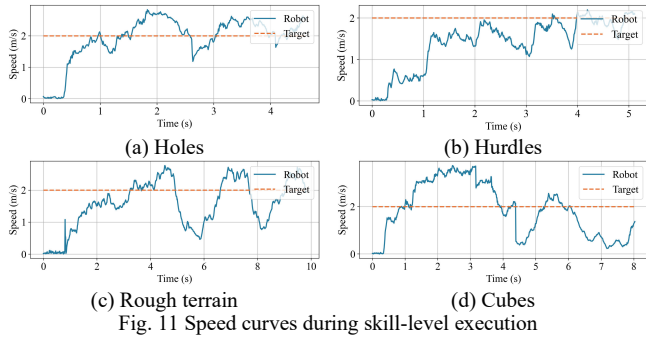 Speed (m/s)
2
1
0
0
1
2
3
4
Time (s)
Robot
Target
(a) Holes
Speed (m/s)
2
1
0
0
1
2
3
4
5
Time (s)
Robot
Target
(b) Hurdles
Speed (m/s)
2
0
0
2
4
6
8
10
Time (s)
Robot
Target
(c) Rough terrain
Speed (m/s)
2
0
0
1
2
3
4
5
6
7
8
Time (s)
Robot
Target
(d) Cubes
Fig. 11 Speed curves during skill-level execution